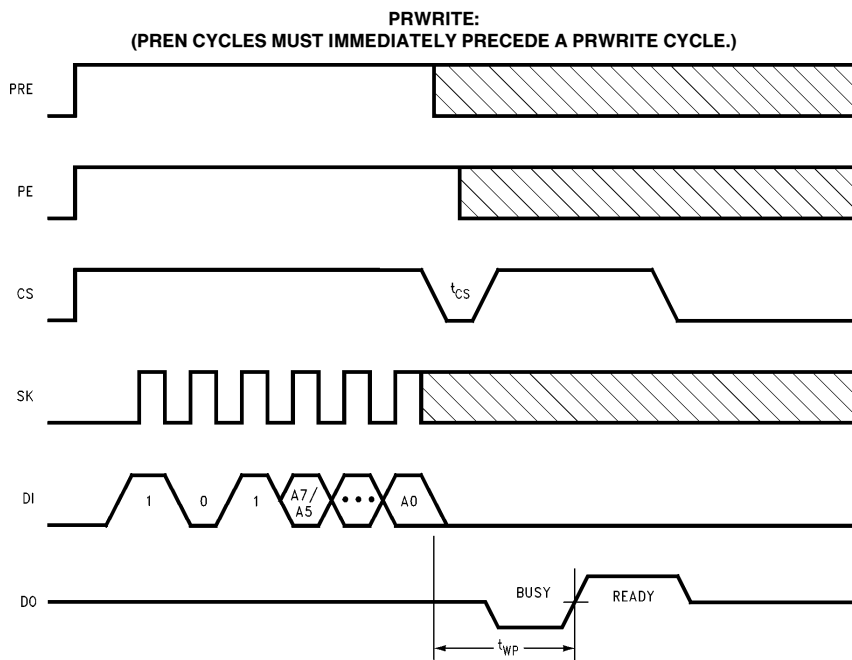 PRWRITE:
(PREN CYCLES MUST IMMEDIATELY PRECEDE A PRWRITE CYCLE.)
PRE
PE
CS
tCS
SK
DI
1
0
1
A7/
A5
•••
A0
DO
BUSY
READY
tWP